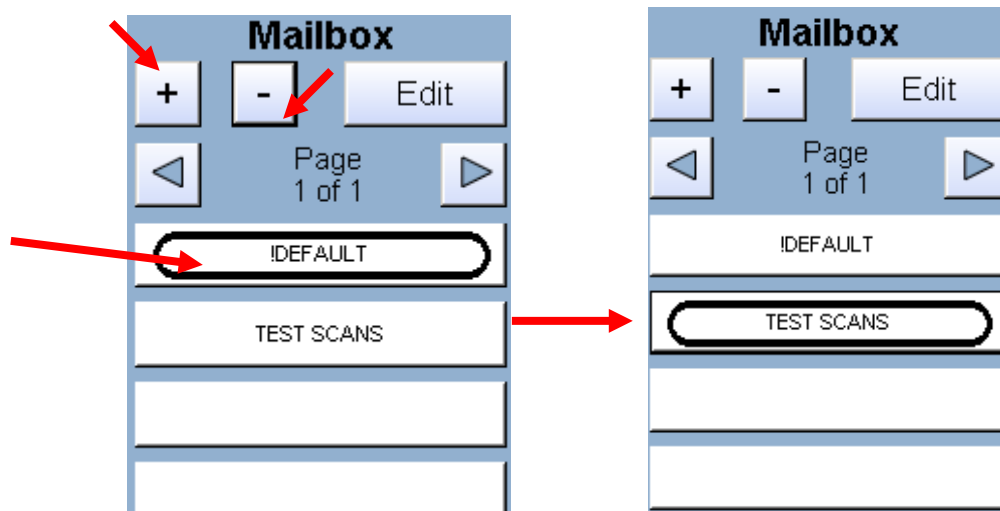 Mailbox
+ - Edit
Page
1 of 1
!DEFAULT
TEST SCANS
Mailbox
+ - Edit
Page
1 of 1
!DEFAULT
TEST SCANS